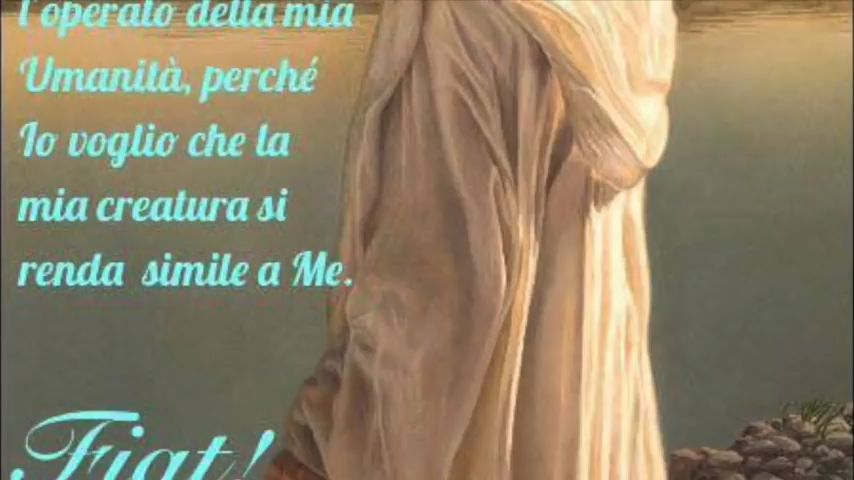 l'operato della mia
Umanità, perché
Io voglio che la
mia creatura si
renda simile a Me.
Fiat!